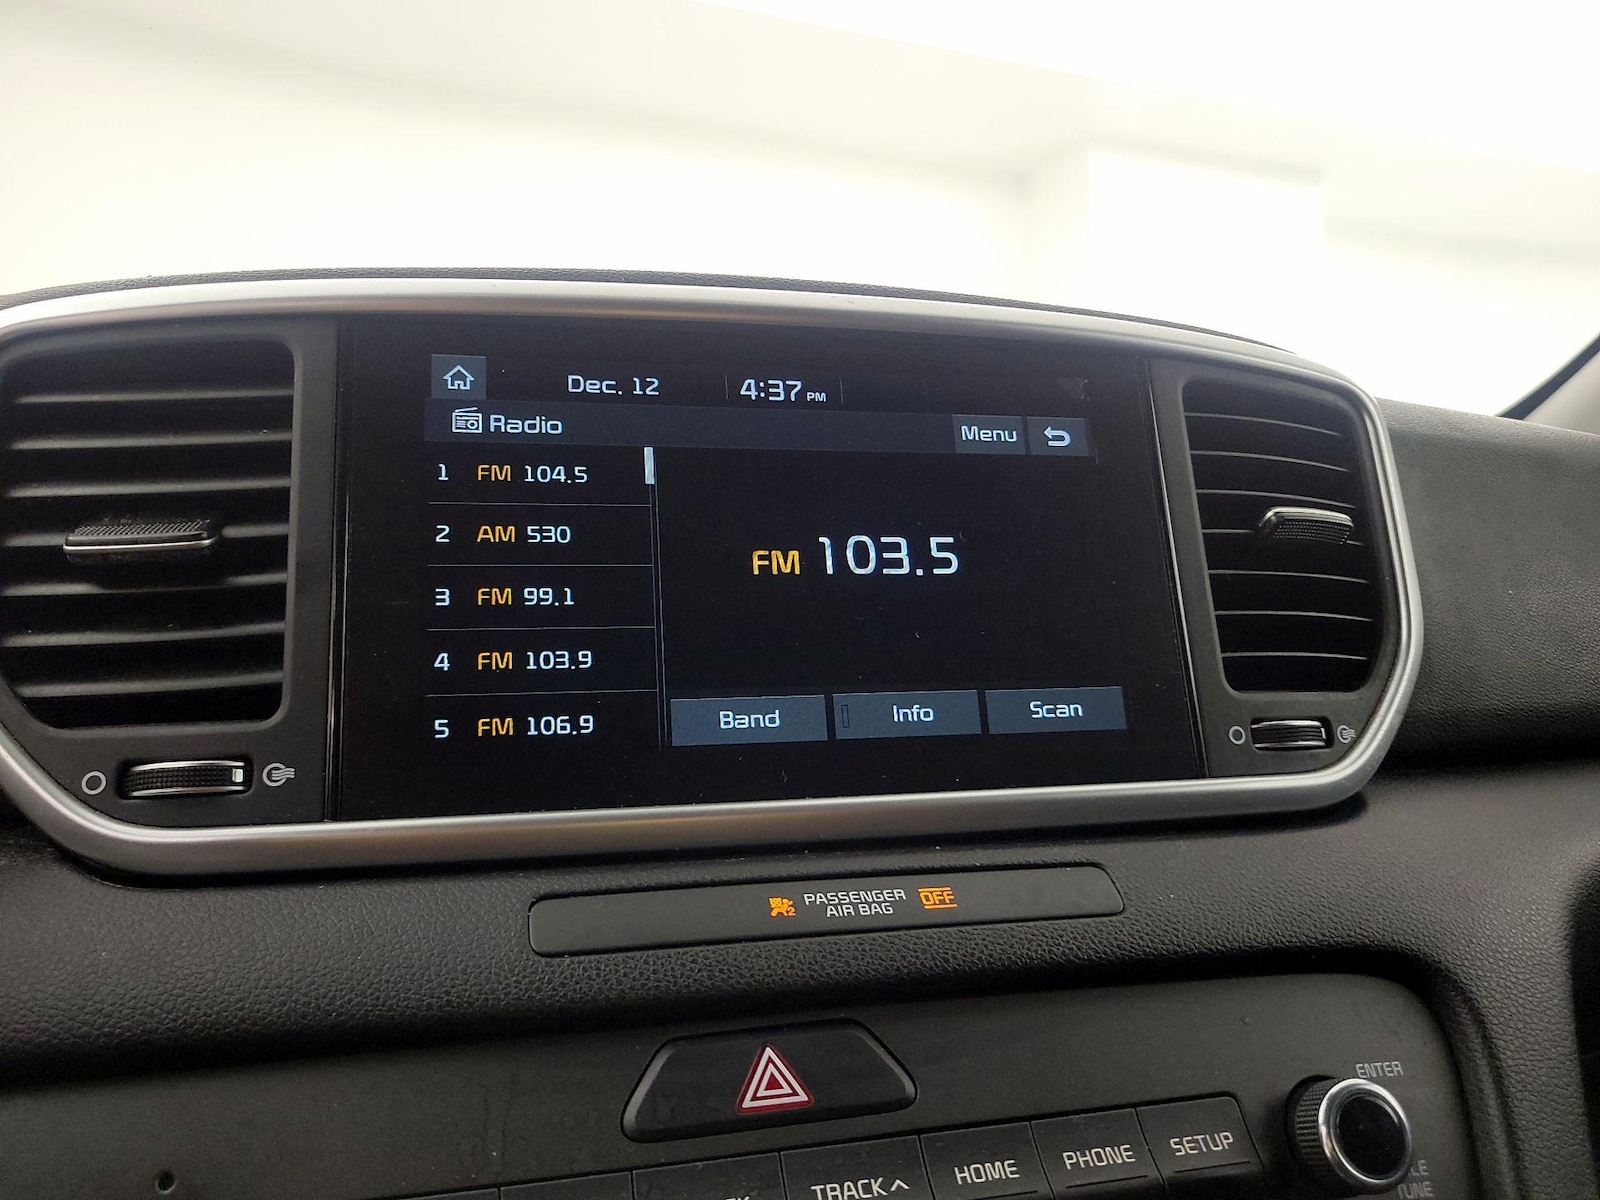 Dec. 12 4:37 PM
Radio
Menu
1 FM 104.5
2 AM 530
3 FM 99.1
4 FM 103.9
5 FM 106.9
FM 103.5
Band Info Scan
PASSENGER
AIR BAG
OFF
TRACK HOME PHONE SETUP
ENTER
TUNE